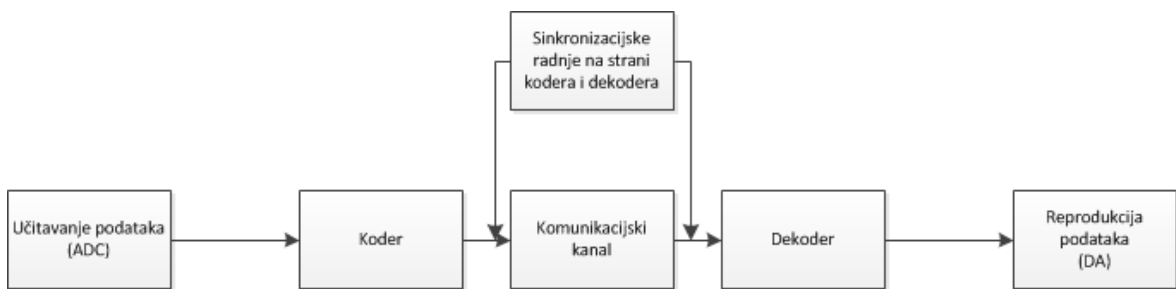 Sinkronizacijske
radnje na strani
kodera i dekodera
Učitavanje podataka
(ADC)
Koder
Komunikacijski
kanal
Dekoder
Reprodukcija
podataka
(DA)